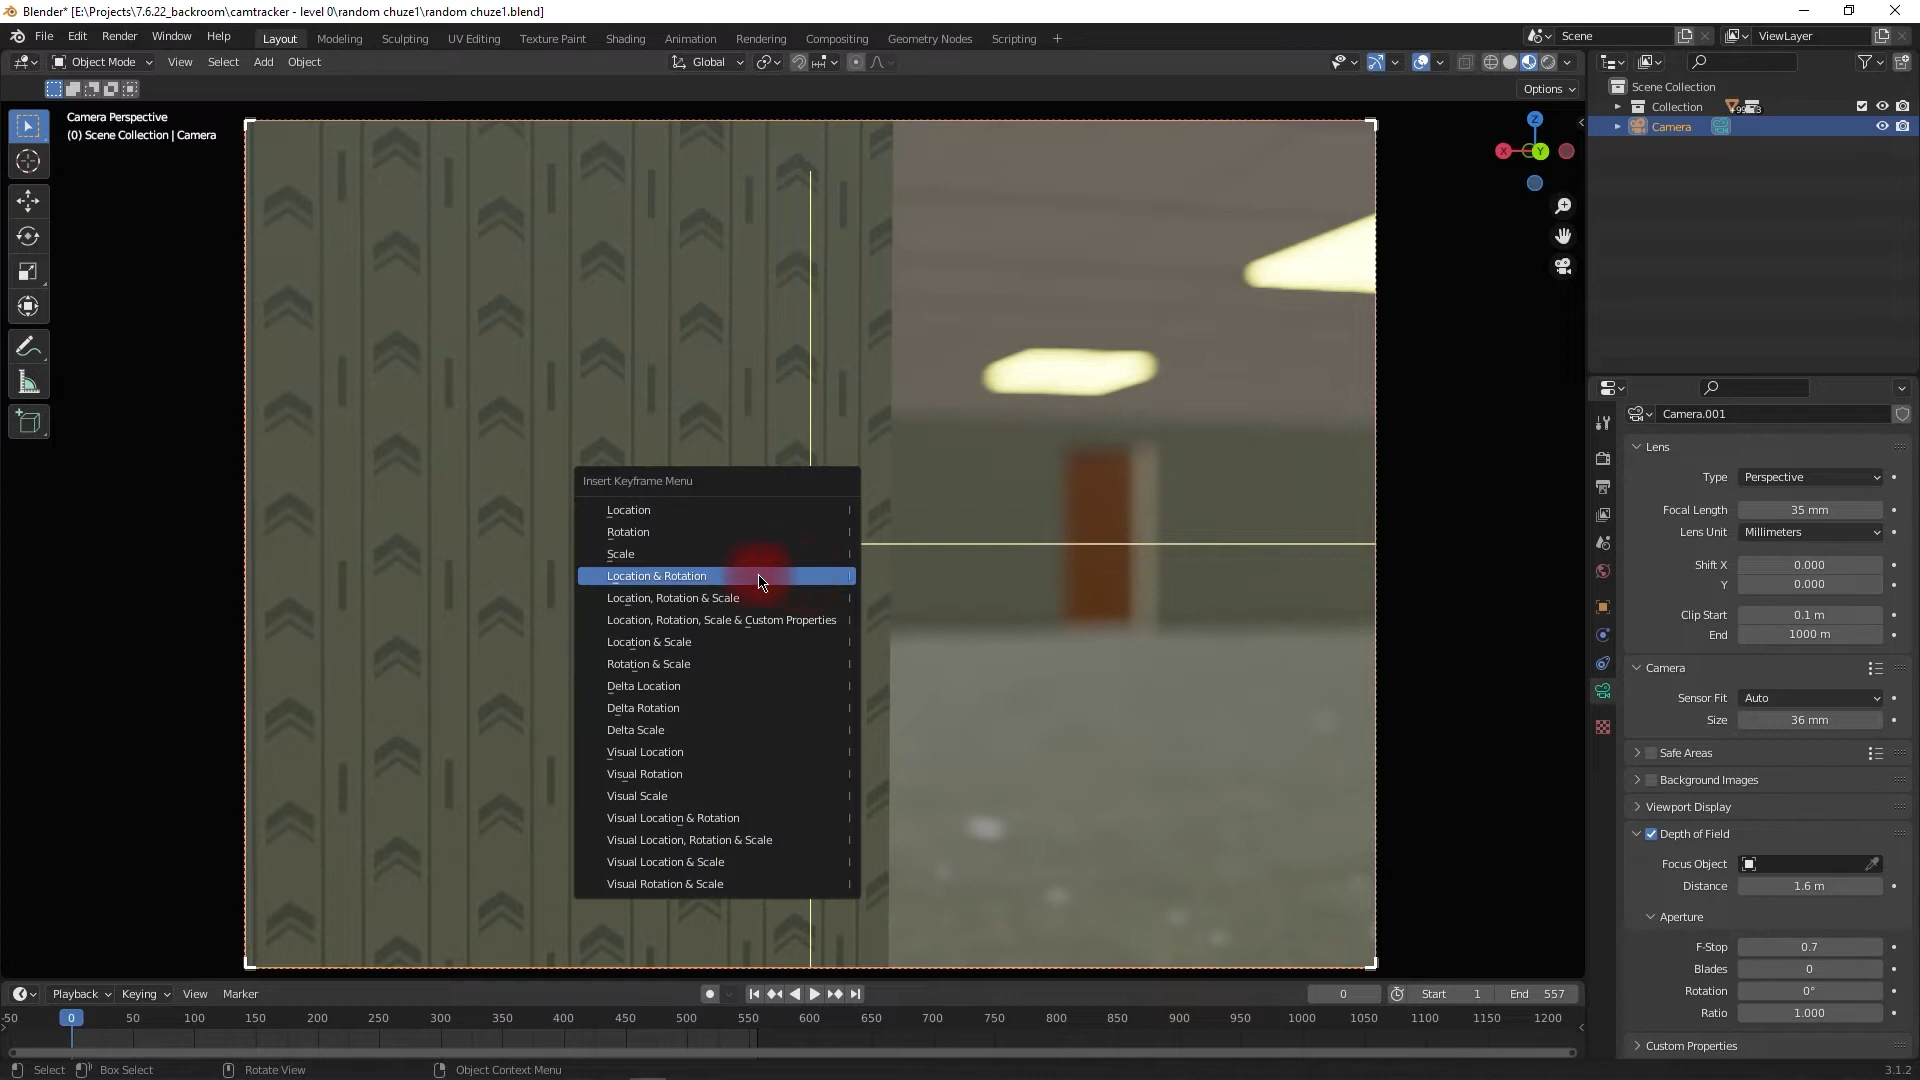 Blender* [E:\Projects\7.6.22_backroom\camtracker - level 0\random chuze1\random chuze1.blend]
File Edit Render Window Help Layout Modeling Sculpting UV Editing Texture Paint Shading Animation Rendering Compositing Geometry Nodes Scripting + Scene ViewLayer
Object Mode View Select Add Object Global
Options
Camera Perspective
(0) Scene Collection | Camera
Z
X
Y
Scene Collection
Collection
Camera
Camera.001
Lens
Type Perspective
Focal Length 35 mm
Lens Unit Millimeters
Shift X 0.000
Y 0.000
Clip Start 0.1 m
End 1000 m
Camera
Sensor Fit Auto
Size 36 mm
Safe Areas
Background Images
Viewport Display
Depth of Field
Focus Object
Distance 1.6 m
Aperture
F-Stop 0.7
Blades 0
Rotation 0°
Ratio 1.000
Custom Properties
Insert Keyframe Menu
Location I
Rotation I
Scale I
Location & Rotation I
Location, Rotation & Scale I
Location, Rotation, Scale & Custom Properties I
Location & Scale I
Rotation & Scale I
Delta Location I
Delta Rotation I
Delta Scale I
Visual Location I
Visual Rotation I
Visual Scale I
Visual Location & Rotation I
Visual Location, Rotation & Scale I
Visual Location & Scale I
Visual Rotation & Scale I
Playback Keying View Marker 0 Start 1 End 557
-50 0 50 100 150 200 250 300 350 400 450 500 550 600 650 700 750 800 850 900 950 1000 1050 1100 1150 1200
Select Box Select Rotate View Object Context Menu 3.1.2